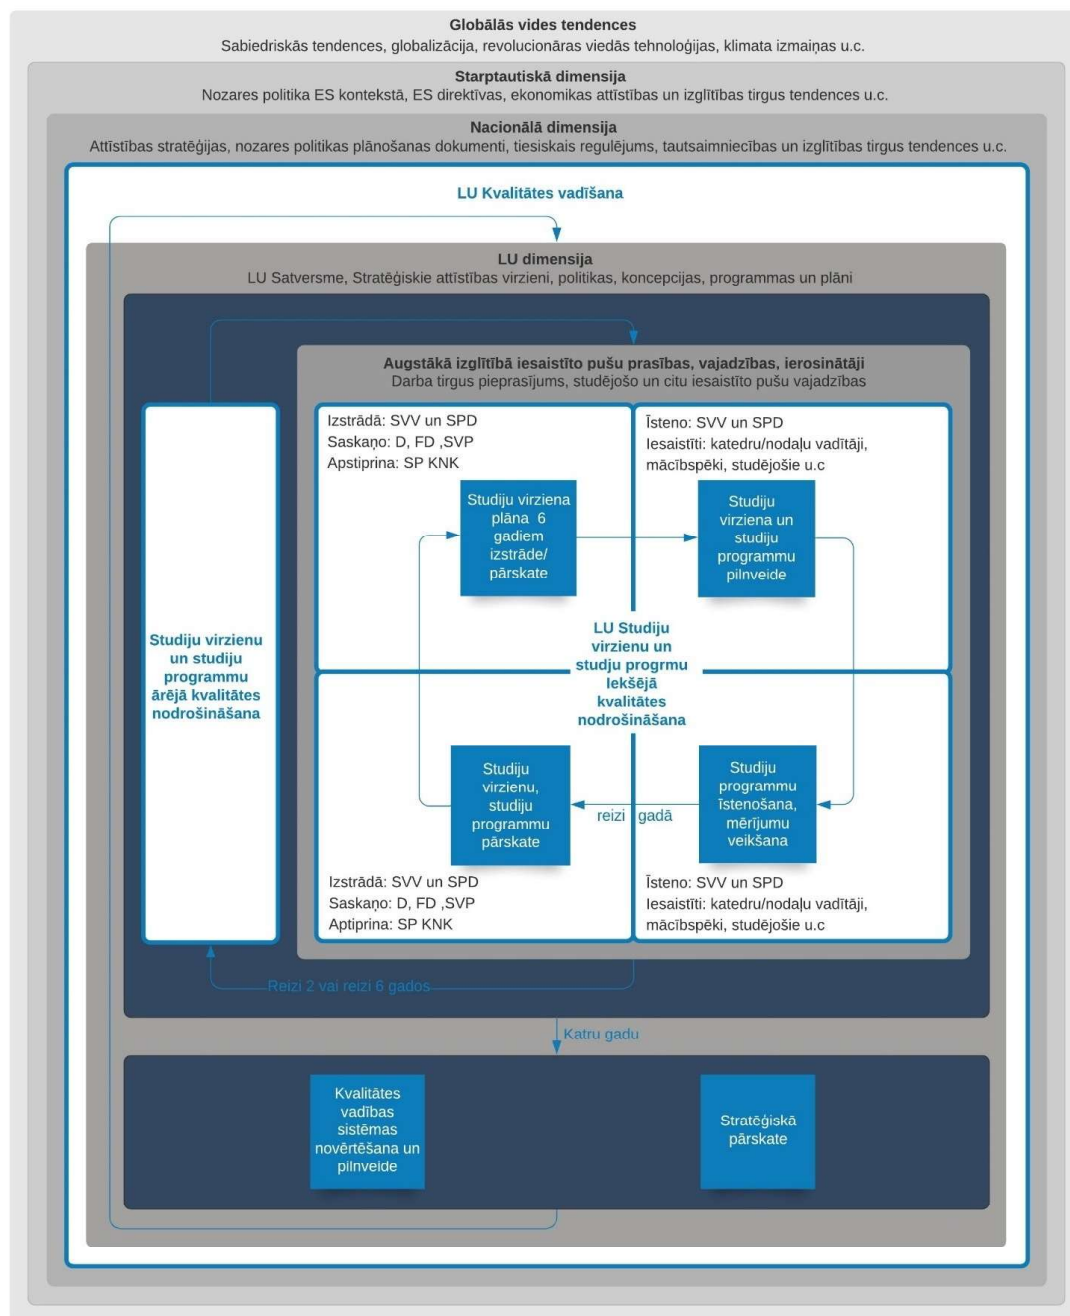 Globālās vides tendences
Sabiedriskās tendences, globalizācija, revolucionāras viedās tehnoloģijas, klimata izmaiņas u.c.
Starptautiskā dimensija
Nozares politika ES kontekstā, ES direktīvas, ekonomikas attīstības un izglītības tirgus tendences u.c.
Nacionālā dimensija
Attīstības stratēģijas, nozares politikas plānošanas dokumenti, tiesiskais regulējums, tautsaimniecības un izglītības tirgus tendences u.c.
LU Kvalitātes vadīšana
LU dimensija
LU Satversme, Stratēģiskie attīstības virzieni, politikas, koncepcijas, programmas un plāni
Augstākā izglītībā iesaistīto pušu prasības, vajadzības, ierosinātāji
Darba tirgus pieprasījums, studējošo un citu iesaistīto pušu vajadzības
Izstrādā: SVV un SPD
Saskaņo: D, FD ,SVP
Apstiprina: SP KNK
Īsteno: SVV un SPD
Iesaistīti: katedru/nodaļu vadītāji,
mācībspēki, studējošie u.c
Studiju virziena
plāna 6
gadiem
izstrāde/
pārskate
Studiju
virziena un
studiju
programmu
pilnveide
Studiju virzienu
un studiju
programmu
ārējā kvalitātes
nodrošināšana
LU Studiju
virzienu un
studju progrmu
Iekšējā
kvalitātes
nodrošināšana
Studiju
virzienu,
studiju
programmu
pārskate
reizi gadā
Studiju
programmu
īstenošana,
mērījumu
veikšana
Izstrādā: SVV un SPD
Saskaņo: D, FD ,SVP
Aptiprina: SP KNK
Īsteno: SVV un SPD
Iesaistīti: katedru/nodaļu vadītāji,
mācībspēki, studējošie u.c
Reizi 2 vai reizi 6 gados
Katru gadu
Kvalitātes
vadības
sistēmas
novērtēšana un
pilnveide
Stratēģiskā
pārskate